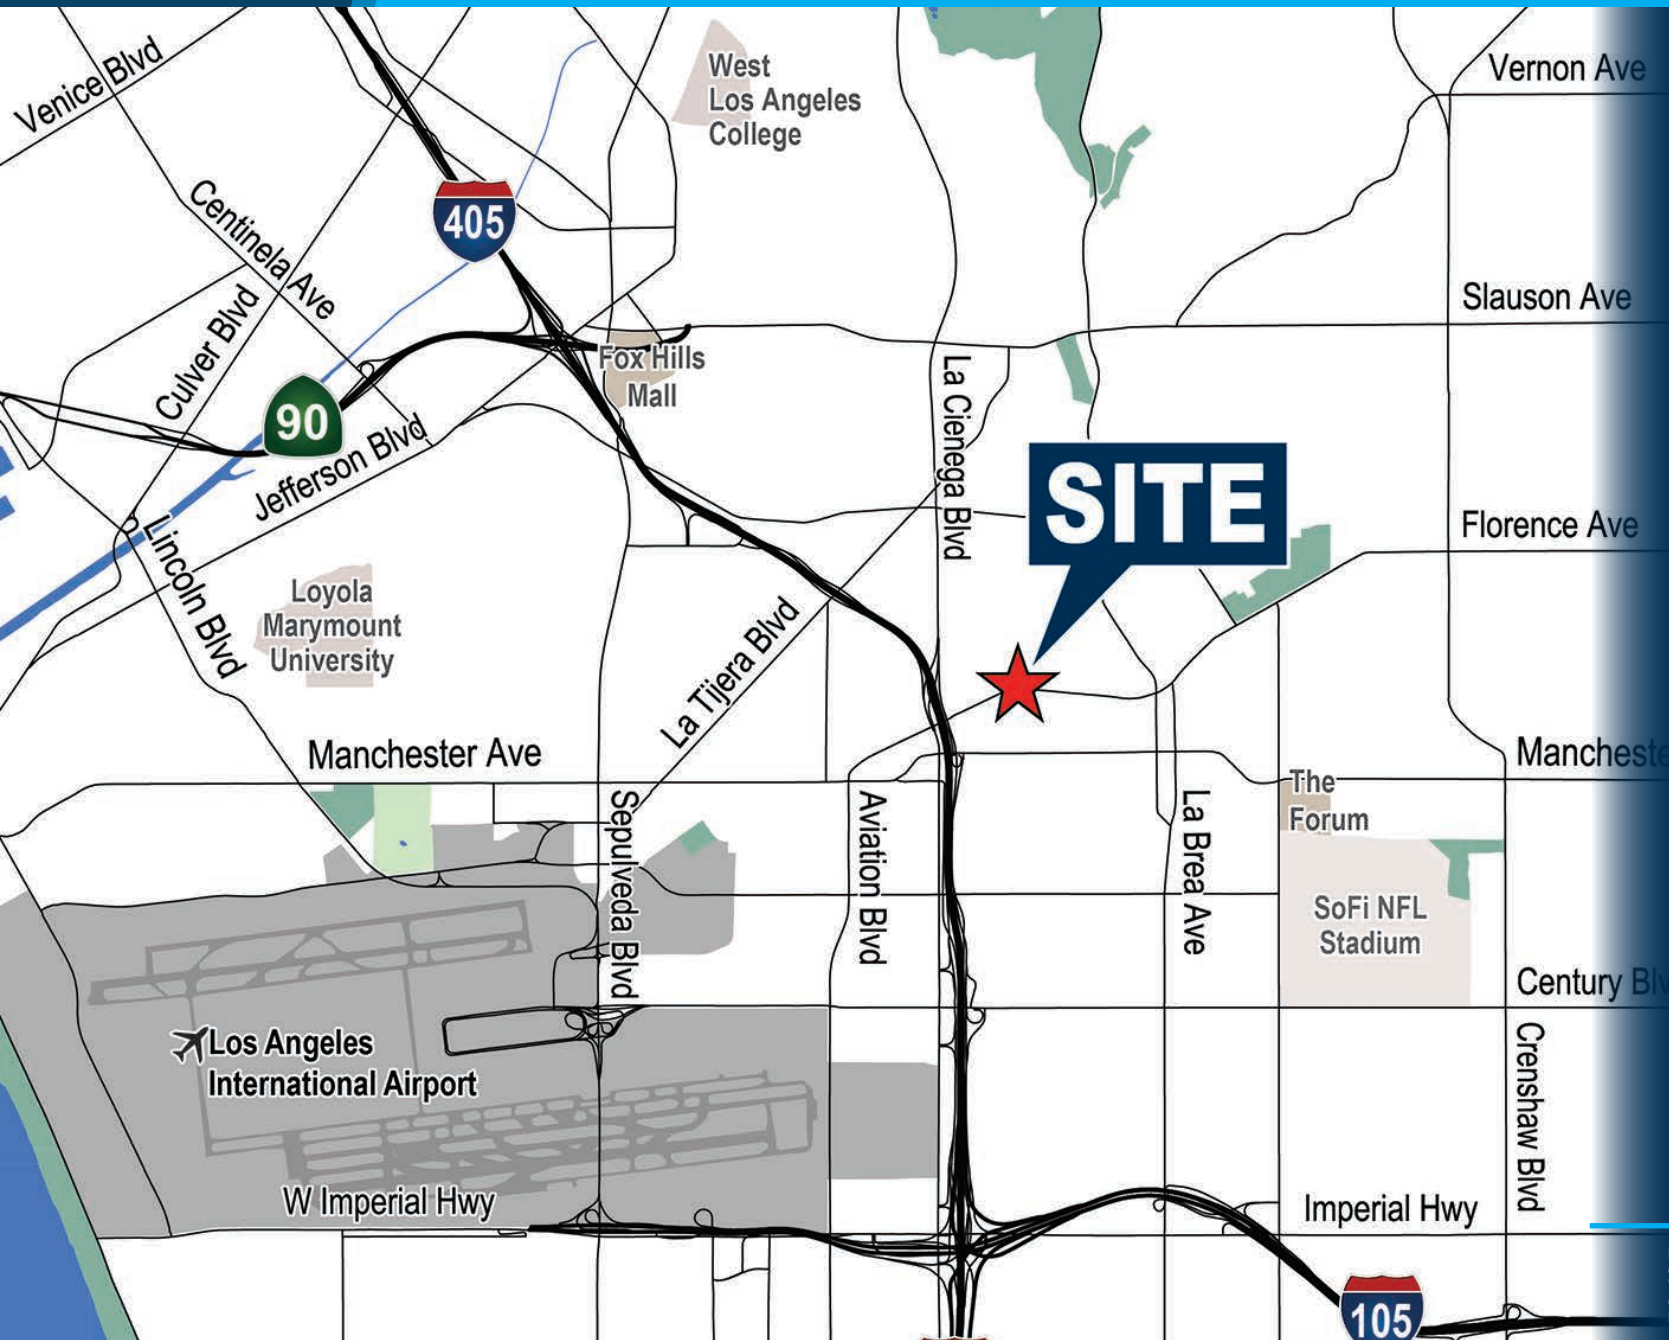 Venice Blvd
West
Los Angeles
College
Vernon Ave
405
Centinela Ave
Culver Blvd
Slauson Ave
Fox Hills
Mall
La Cienega Blvd
90
Jefferson Blvd
SITE
Florence Ave
Lincoln Blvd
Loyola
Marymount
University
La Tijera Blvd
Manchester Ave
Mancheste
The
Forum
Sepulveda Blvd
Aviation Blvd
La Brea Ave
SoFi NFL
Stadium
Century Blv
Los Angeles
International Airport
Crenshaw Blvd
W Imperial Hwy
Imperial Hwy
105